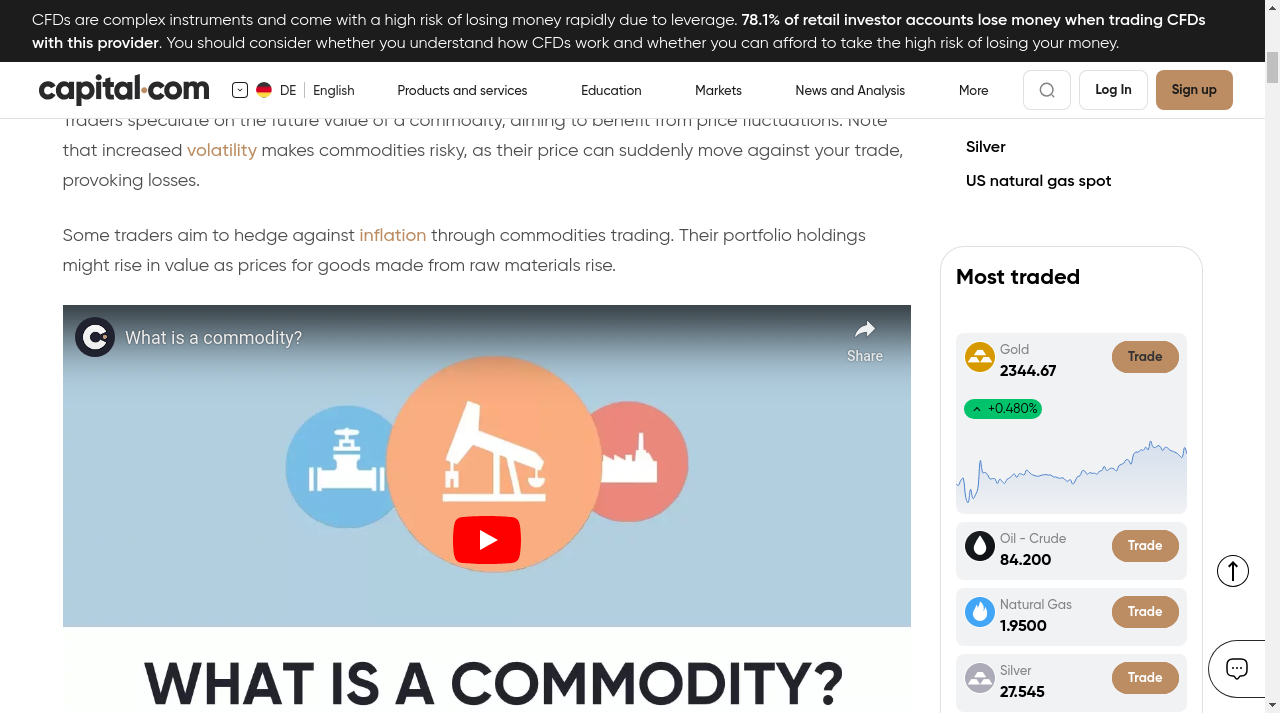 CFDs are complex instruments and come with a high risk of losing money rapidly due to leverage. 78.1% of retail investor accounts lose money when trading CFDs
with this provider. You should consider whether you understand how CFDs work and whether you can afford to take the high risk of losing your money.
capital.com
DE
English
Products and services
Education
Markets
News and Analysis
More
Log In
Sign up
Traders speculate on the future value of a commodity, aiming to benefit from price fluctuations. Note
that increased volatility makes commodities risky, as their price can suddenly move against your trade,
provoking losses.
Some traders aim to hedge against inflation through commodities trading. Their portfolio holdings
might rise in value as prices for goods made from raw materials rise.
What is a commodity?
Share
WHAT IS A COMMODITY?
Silver
US natural gas spot
Most traded
Gold
2344.67
Trade
+0.480%
Oil - Crude
84.200
Trade
Natural Gas
1.9500
Trade
Silver
27.545
Trade